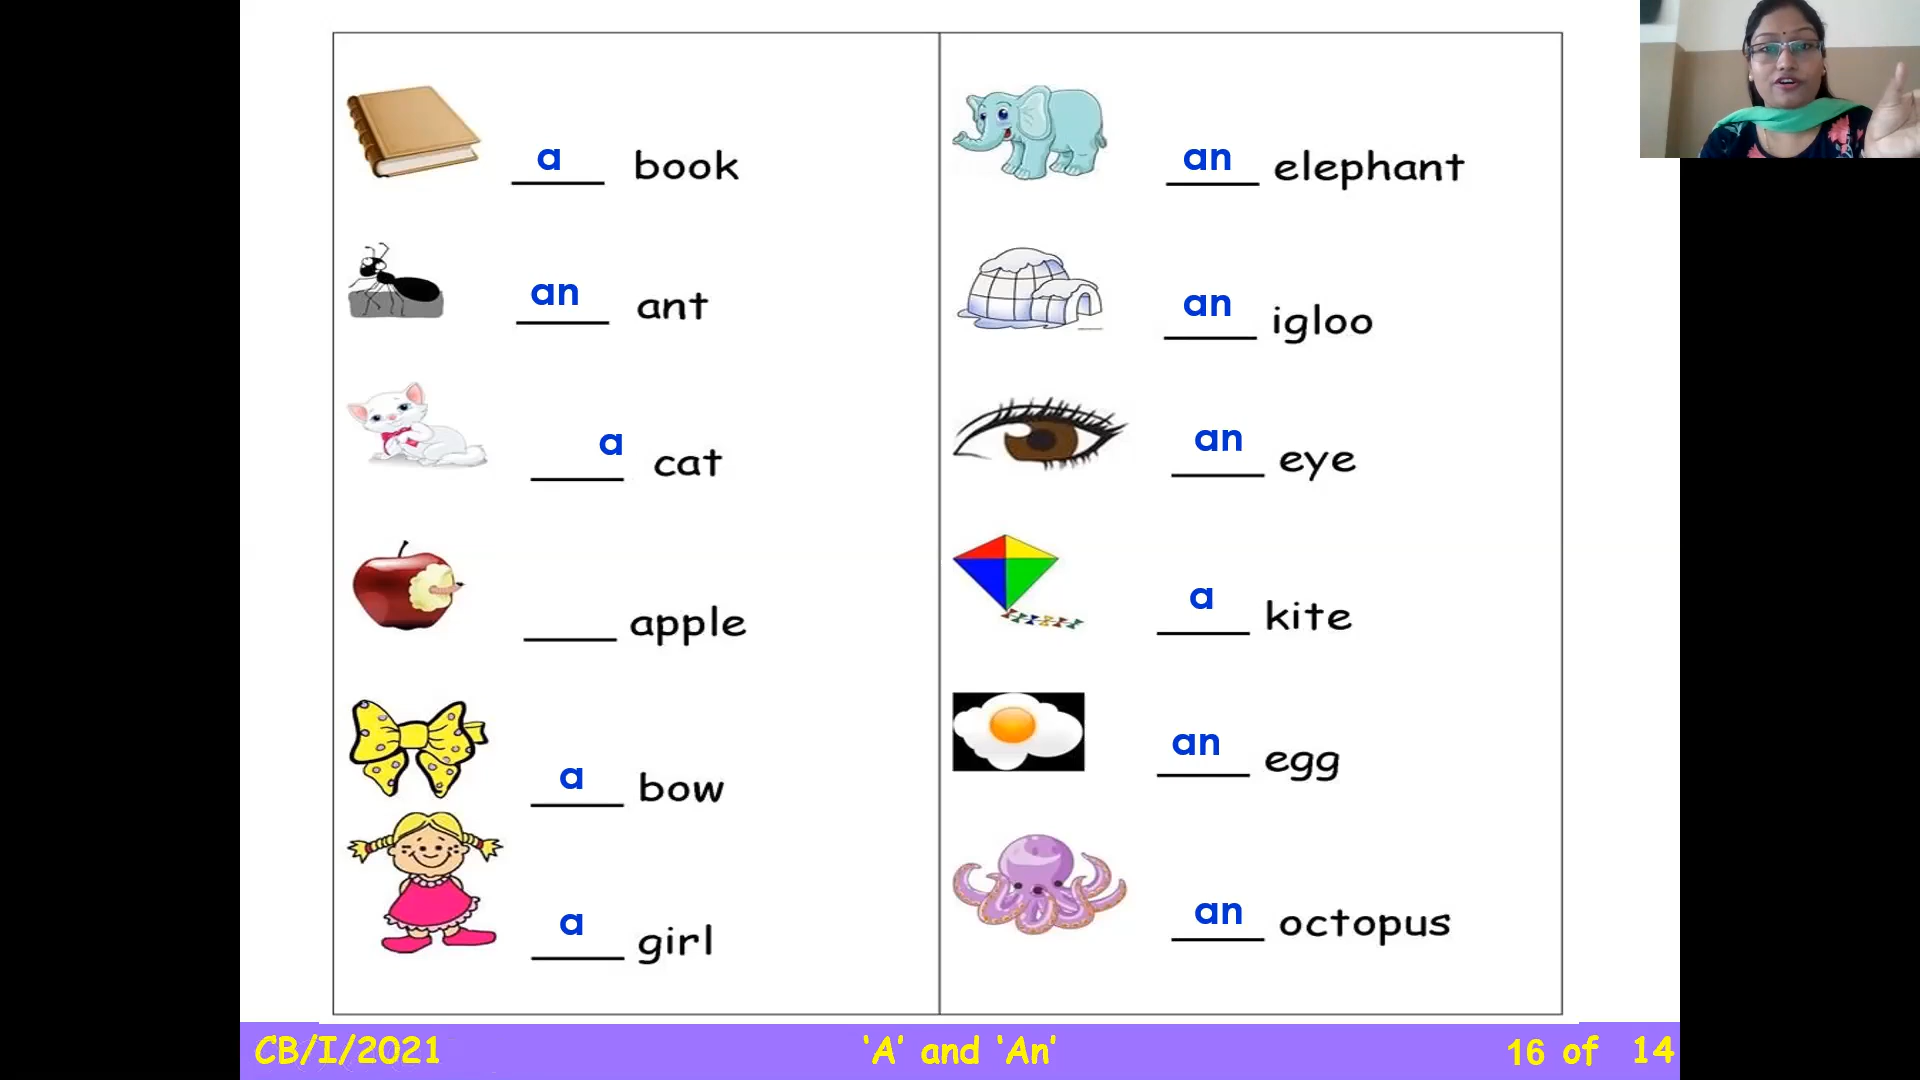 a book
an ant
a cat
____ apple
a bow
a girl
an elephant
an igloo
an eye
a kite
an egg
an octopus
CB/I/2021
‘A’ and ‘An’
16 of 14